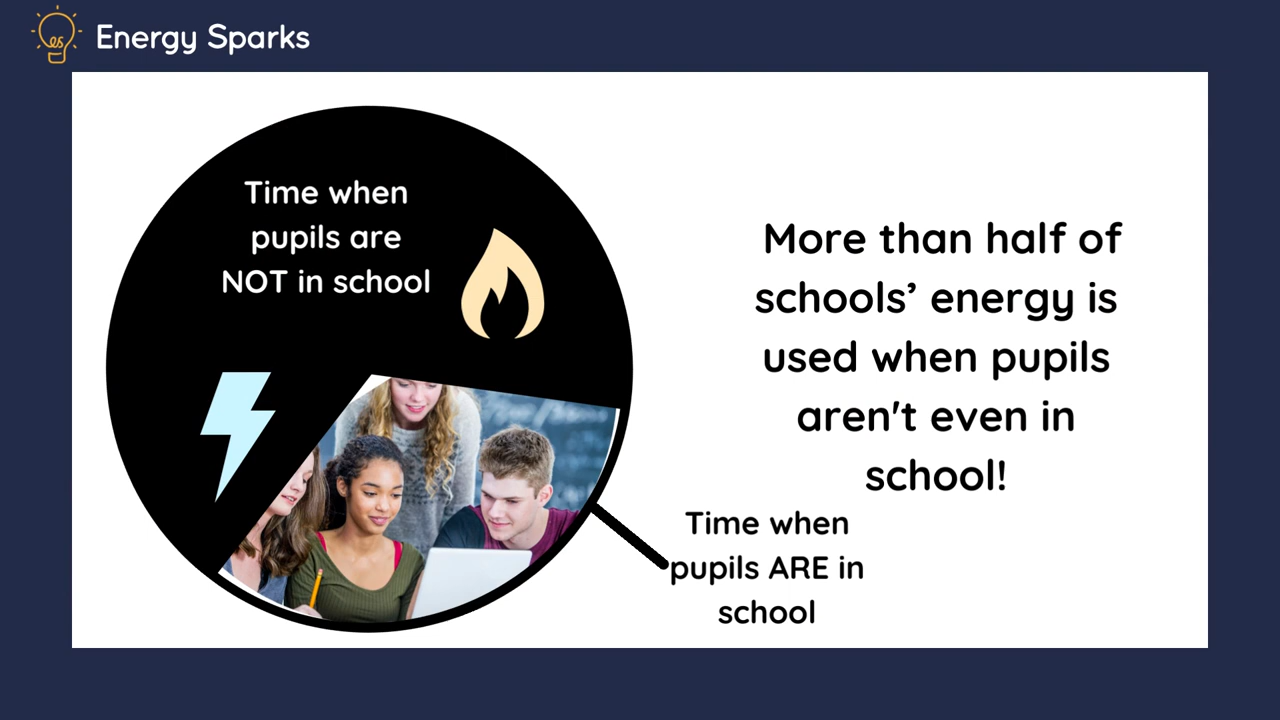 Energy Sparks
Time when
pupils are
NOT in school
More than half of
schools’ energy is
used when pupils
aren't even in
school!
Time when
pupils ARE in
school